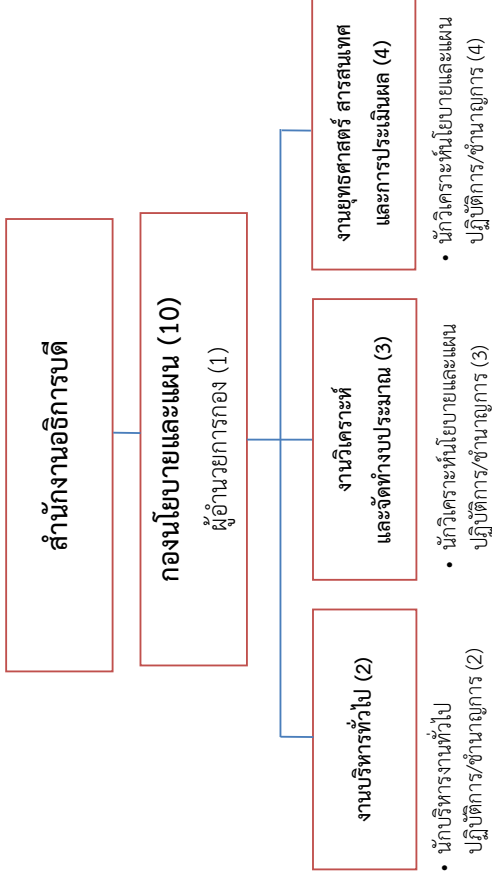 สำนักงานอธิการบดี
กองนโยบายและแผน (10)
ผู้อำนวยการกอง (1)
งานบริหารทั่วไป (2)
• นักบริหารงานทั่วไป
ปฏิบัติการ/ชำนาญการ (2)
งานวิเคราะห์
และจัดทำงบประมาณ (3)
• นักวิเคราะห์นโยบายและแผน
ปฏิบัติการ/ชำนาญการ (3)
งานยุทธศาสตร์ สารสนเทศ
และการประเมินผล (4)
• นักวิเคราะห์นโยบายและแผน
ปฏิบัติการ/ชำนาญการ (4)